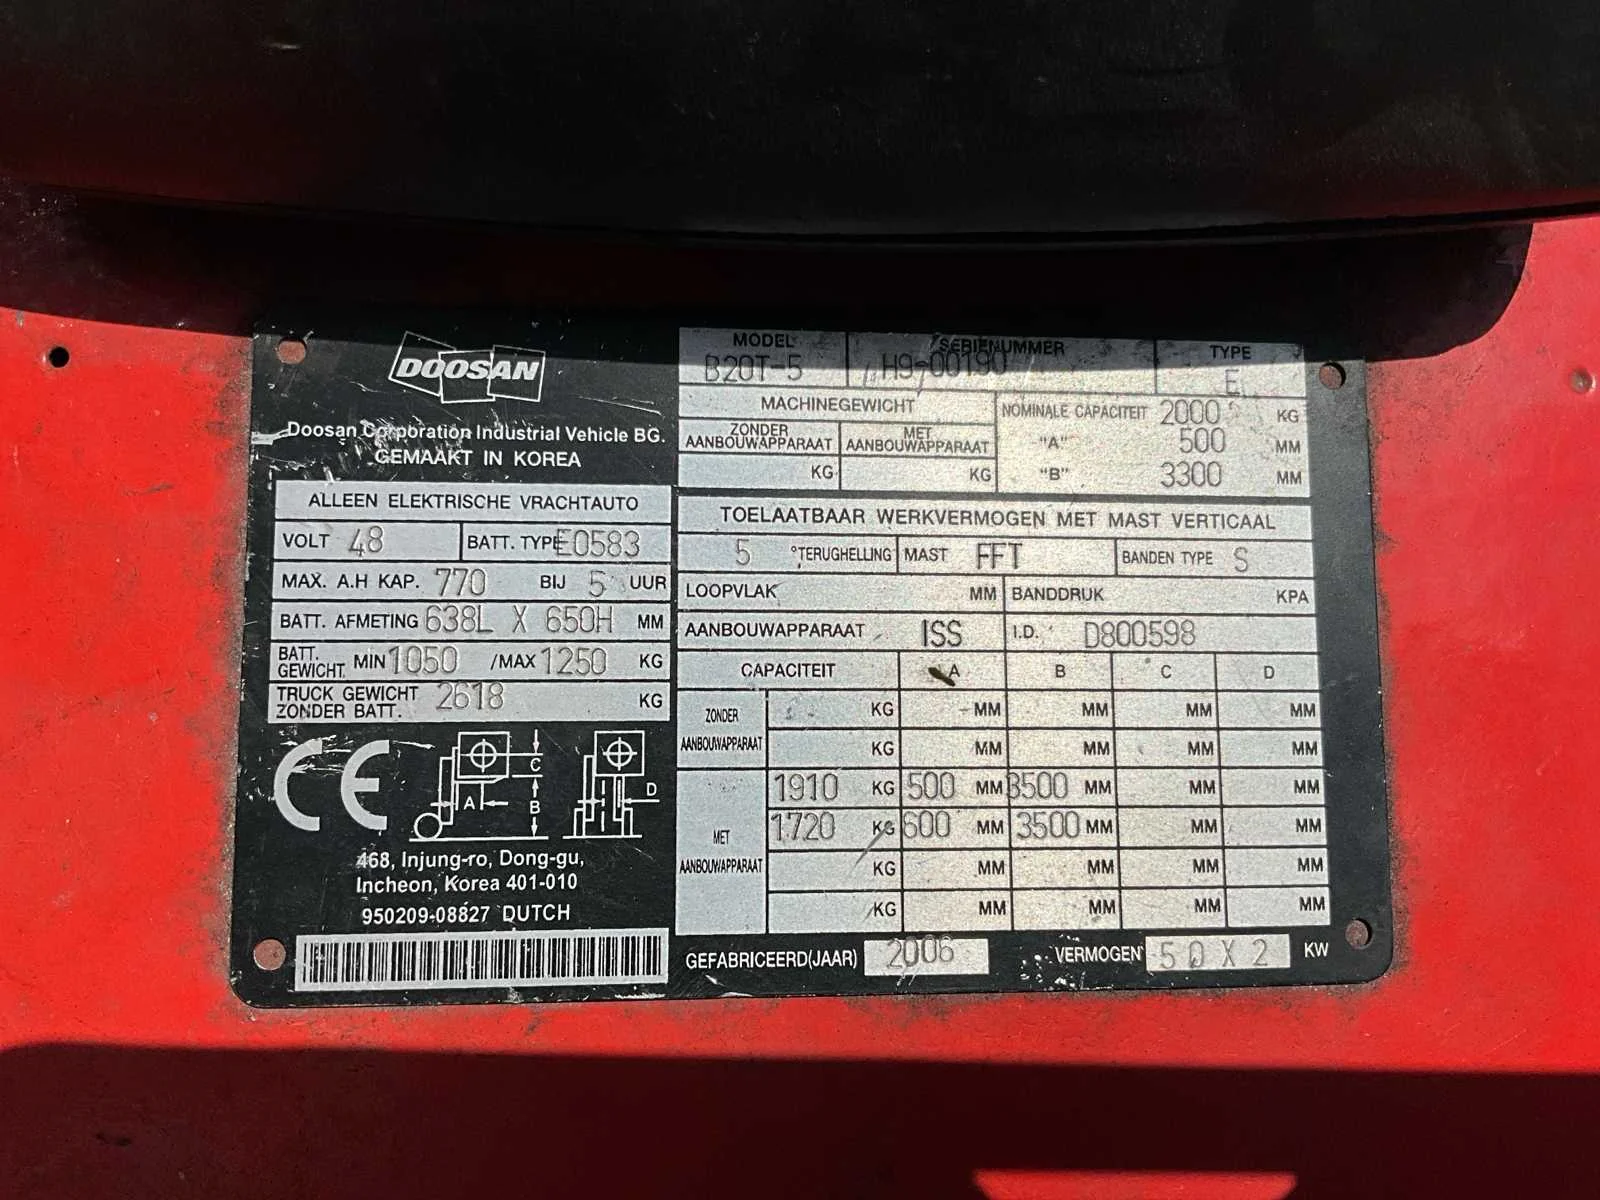 DOOSAN
Doosan Corporation Industrial Vehicle BG.
GEMAAKT IN KOREA
ALLEEN ELEKTRISCHE VRACHTAUTO
VOLT 48 BATT. TYPE E0583
MAX. A.H KAP. 770 BIJ 5 UUR
BATT. AFMETING 638L X 650H MM
BATT. GEWICHT MIN 1050 /MAX 1250 KG
TRUCK GEWICHT ZONDER BATT. 2618 KG
CE
C
A B D
468, Injung-ro, Dong-gu,
Incheon, Korea 401-010
950209-08827 DUTCH
MODEL SERIENUMMER TYPE
B20T-5 H9-00190 E
MACHINEGEWICHT
ZONDER AANBOUWAPPARAAT MET AANBOUWAPPARAAT
KG KG
NOMINALE CAPACITEIT 2000 KG
"A" 500 MM
"B" 3300 MM
TOELAATBAAR WERKVERMOGEN MET MAST VERTICAAL
5 °TERUGHELLING MAST FFT BANDEN TYPE S
LOOPVLAK MM BANDDRUK KPA
AANBOUWAPPARAAT ISS I.D. D800598
CAPACITEIT A B C D
ZONDER AANBOUWAPPARAAT KG MM MM MM MM
KG MM MM MM MM
MET AANBOUWAPPARAAT 1910 KG 500 MM 3500 MM MM MM
1720 KG 600 MM 3500 MM MM MM
KG MM MM MM MM
KG MM MM MM MM
GEFABRICEERD(JAAR) 2006 VERMOGEN 50 X 2 KW